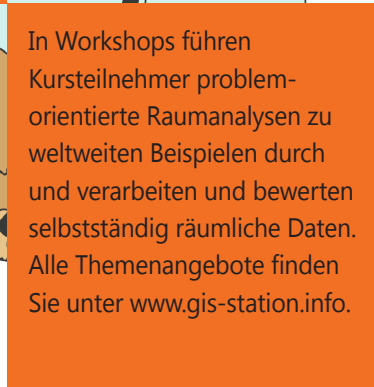 In Workshops führen
Kursteilnehmer problem-
orientierte Raumanalysen zu
weltweiten Beispielen durch
und verarbeiten und bewerten
selbstständig räumliche Daten.
Alle Themenangebote finden
Sie unter www.gis-station.info.